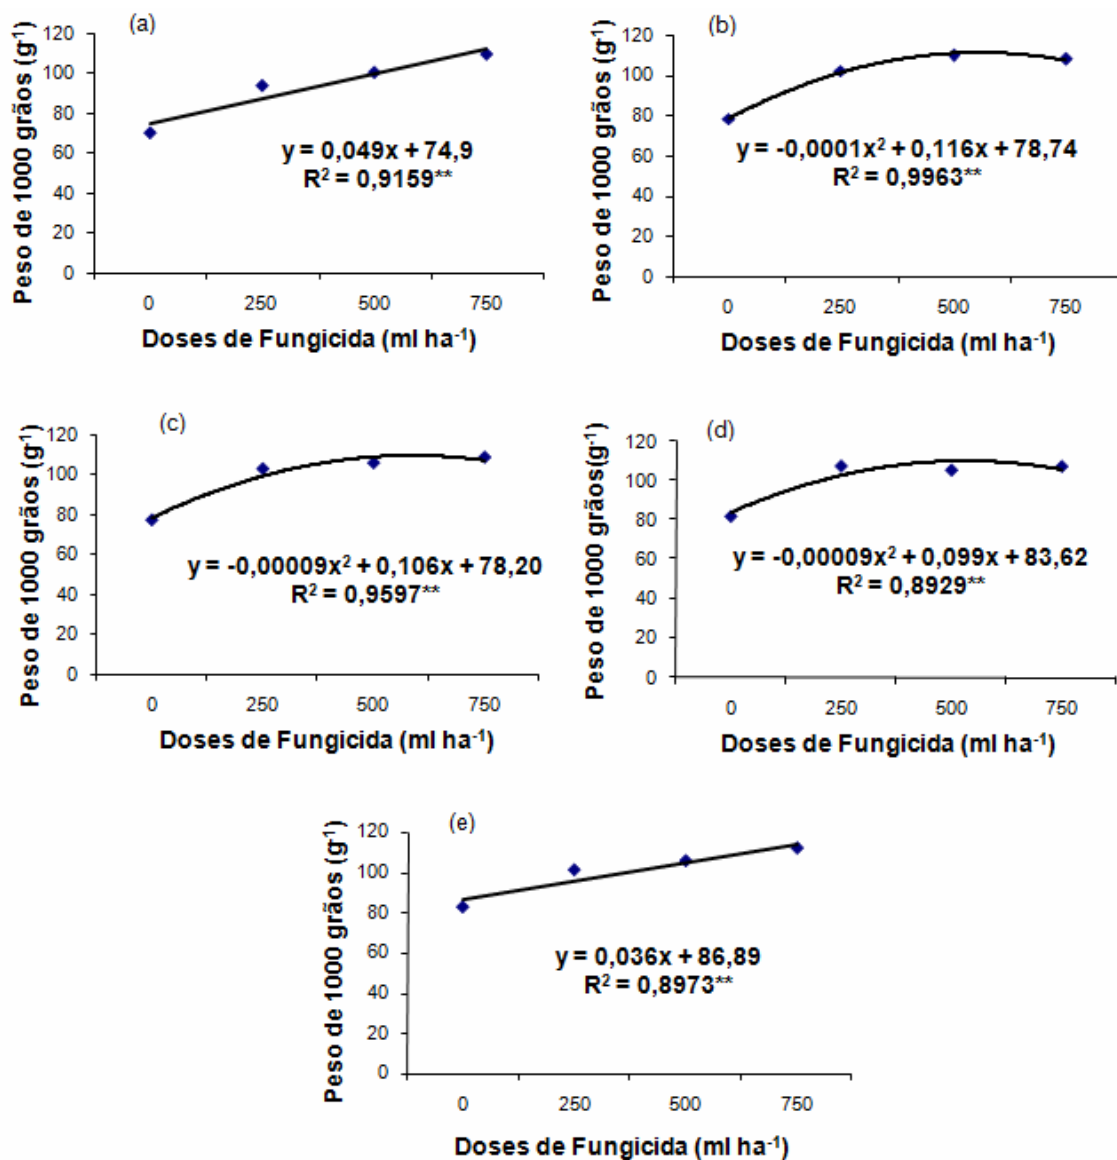 (a)
Peso de 1000 grãos (g⁻¹)
120
100
80
60
40
20
0
y = 0,049x + 74,9
R² = 0,9159**
0 250 500 750
Doses de Fungicida (ml ha⁻¹)
(b)
Peso de 1000 grãos (g⁻¹)
120
100
80
60
40
20
0
y = -0,0001x² + 0,116x + 78,74
R² = 0,9963**
0 250 500 750
Doses de Fungicida (ml ha⁻¹)
(c)
Peso de 1000 grãos (g⁻¹)
120
100
80
60
40
20
0
y = -0,00009x² + 0,106x + 78,20
R² = 0,9597**
0 250 500 750
Doses de Fungicida (ml ha⁻¹)
(d)
Peso de 1000 grãos(g⁻¹)
120
100
80
60
40
20
0
y = -0,00009x² + 0,099x + 83,62
R² = 0,8929**
0 250 500 750
Doses de Fungicida (ml ha⁻¹)
(e)
Peso de 1000 grãos (g⁻¹)
120
100
80
60
40
20
0
y = 0,036x + 86,89
R² = 0,8973**
0 250 500 750
Doses de Fungicida (ml ha⁻¹)